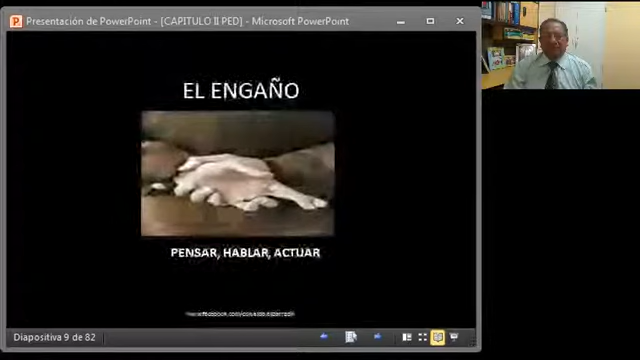 Presentación de PowerPoint - [CAPITULO II PED] - Microsoft PowerPoint
EL ENGAÑO
PENSAR, HABLAR, ACTUAR
Diapositiva 9 de 82